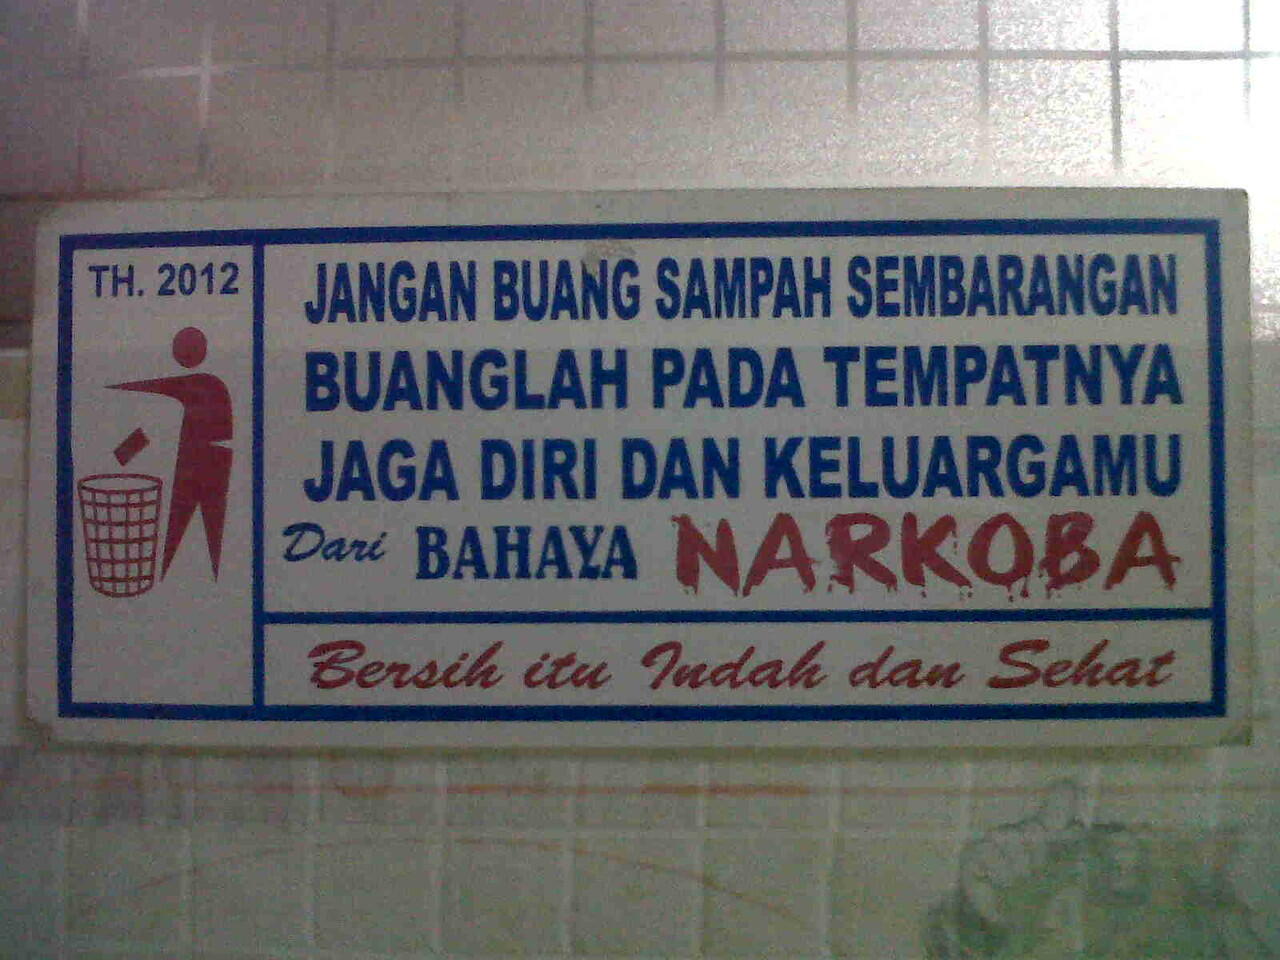 TH. 2012
JANGAN BUANG SAMPAH SEMBARANGAN
BUANGLAH PADA TEMPATNYA
JAGA DIRI DAN KELUARGAMU
Dari BAHAYA NARKOBA
Bersih itu Indah dan Sehat